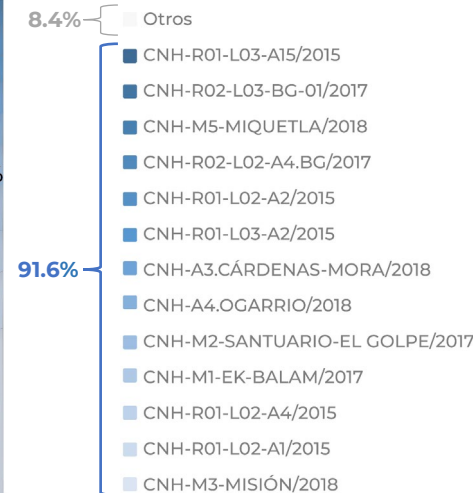 8.4%
Otros
CNH-R01-L03-A15/2015
CNH-R02-L03-BG-01/2017
CNH-M5-MIQUETLA/2018
CNH-R02-L02-A4.BG/2017
CNH-R01-L02-A2/2015
CNH-R01-L03-A2/2015
91.6%
CNH-A3.CÁRDENAS-MORA/2018
CNH-A4.OGARRIO/2018
CNH-M2-SANTUARIO-EL GOLPE/2017
CNH-M1-EK-BALAM/2017
CNH-R01-L02-A4/2015
CNH-R01-L02-A1/2015
CNH-M3-MISIÓN/2018